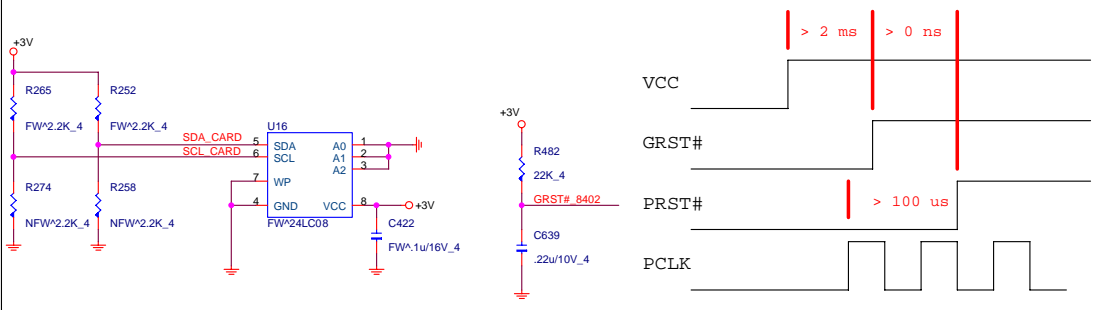 +3V
R265
FW^2.2K_4
R252
FW^2.2K_4
SDA_CARD
SCL_CARD
R274
NFW^2.2K_4
R258
NFW^2.2K_4
U16
5 SDA A0 1
6 SCL A1 2
A2 3
7 WP
4 GND VCC 8
FW^24LC08
+3V
C422
FW^.1u/16V_4
+3V
R482
22K_4
GRST#_8402
C639
.22u/10V_4
> 2 ms > 0 ns
VCC
GRST#
PRST# > 100 us
PCLK